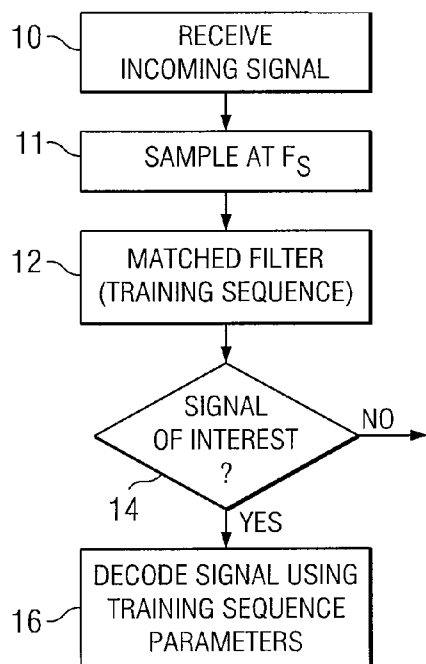 10
RECEIVE
INCOMING SIGNAL
11
SAMPLE AT FS
12
MATCHED FILTER
(TRAINING SEQUENCE)
SIGNAL
OF INTEREST
?
NO
14
YES
16
DECODE SIGNAL USING
TRAINING SEQUENCE
PARAMETERS